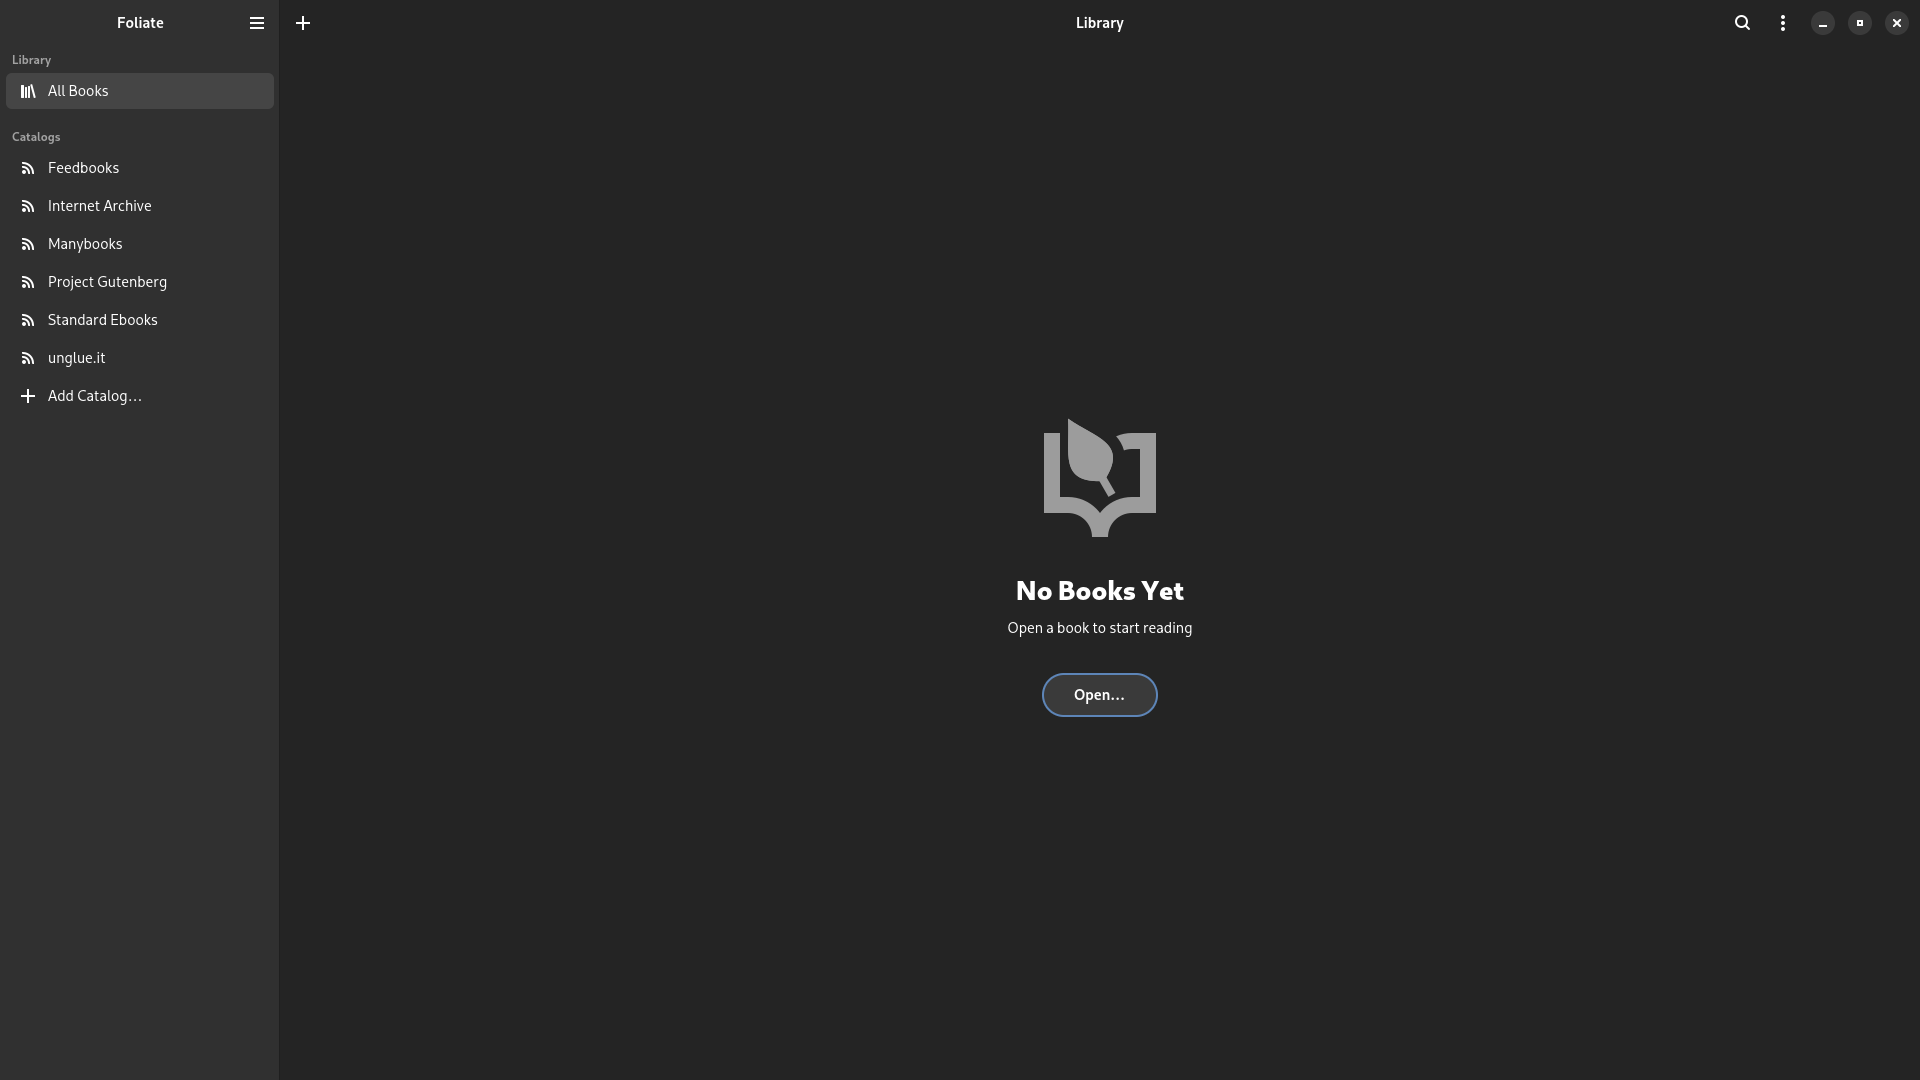 Foliate
Library
Library
All Books
Catalogs
Feedbooks
Internet Archive
Manybooks
Project Gutenberg
Standard Ebooks
unglue.it
Add Catalog…
No Books Yet
Open a book to start reading
Open…